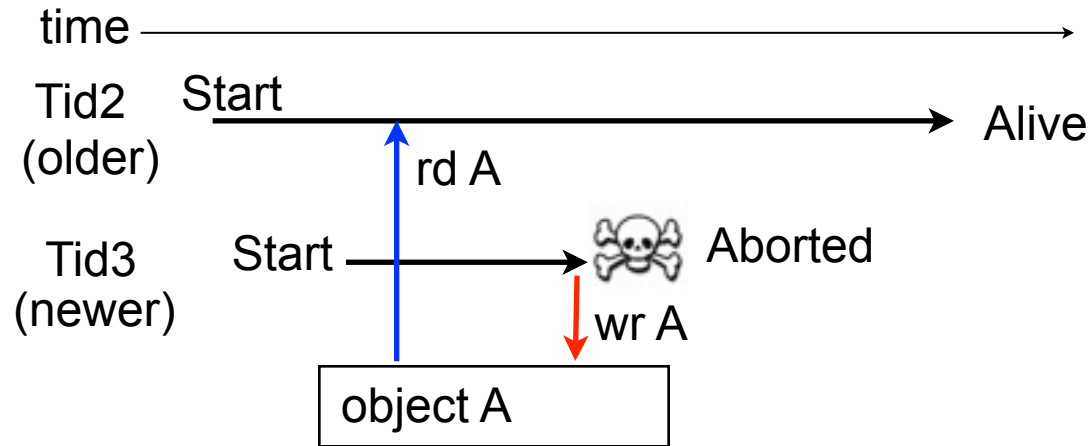 time
Tid2
(older)
Start
Alive
rd A
Tid3
(newer)
Start
Aborted
wr A
object A